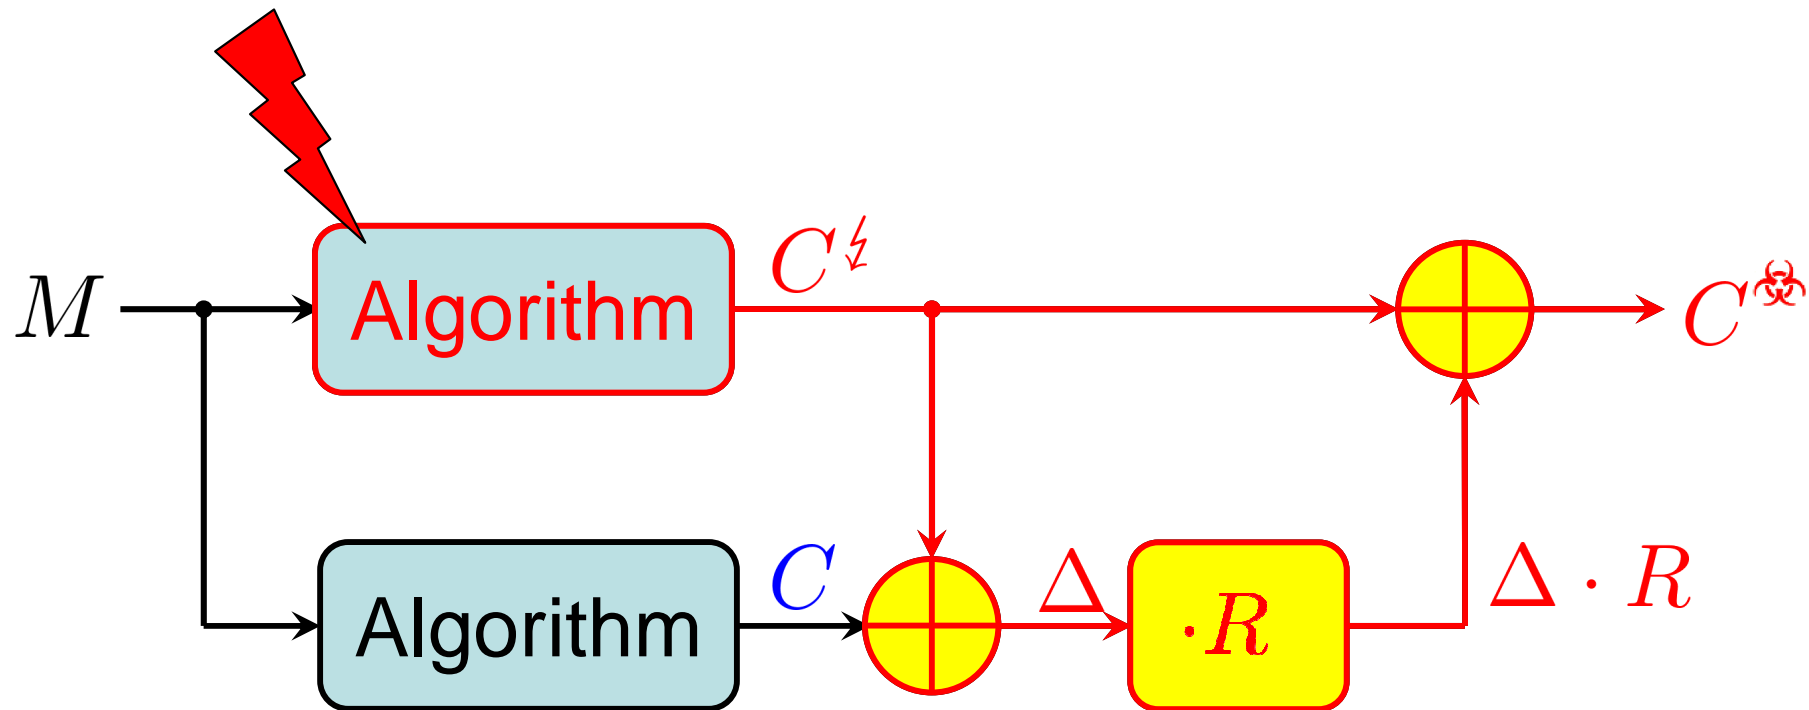 C↯
M
Algorithm
C☣
C
Δ
Δ · R
Algorithm
·R